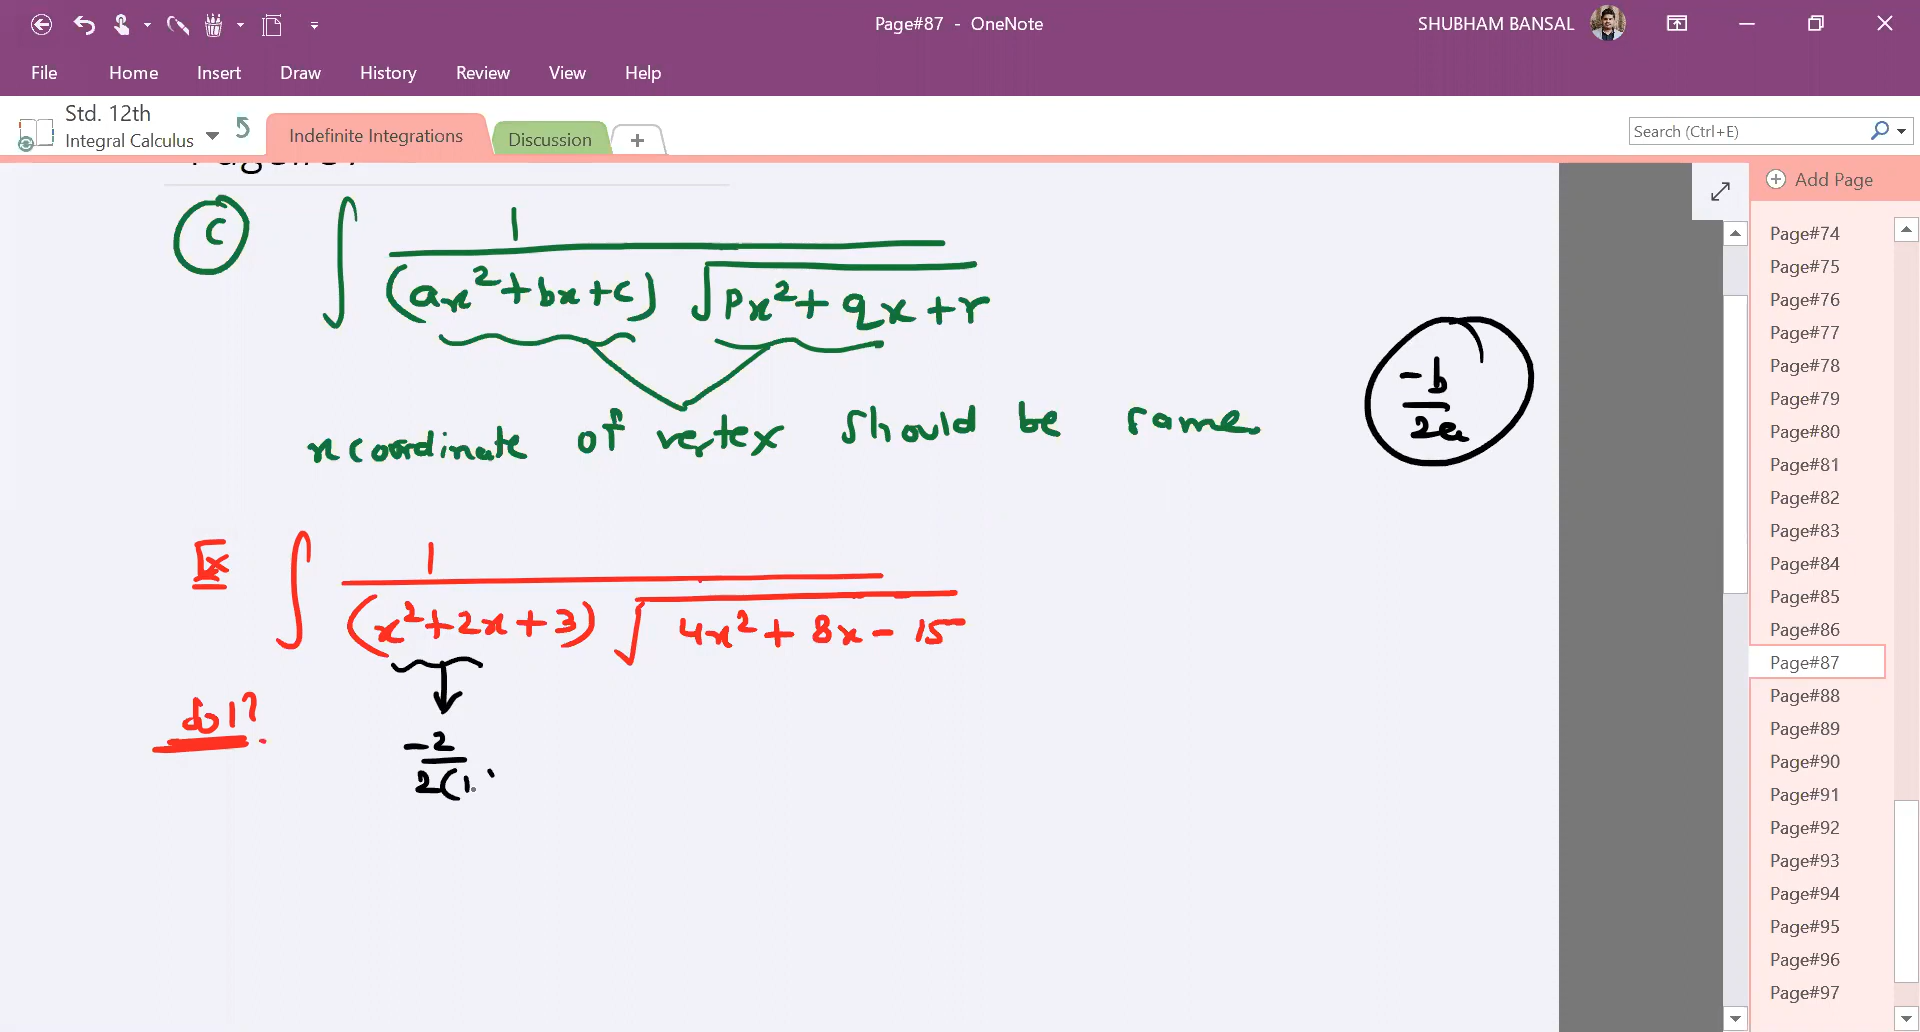 Page#87 - OneNote
SHUBHAM BANSAL
File Home Insert Draw History Review View Help
Std. 12th
Integral Calculus
Indefinite Integrations
Discussion
+
Search (Ctrl+E)
Add Page
Page#74
Page#75
Page#76
Page#77
Page#78
Page#79
Page#80
Page#81
Page#82
Page#83
Page#84
Page#85
Page#86
Page#87
Page#88
Page#89
Page#90
Page#91
Page#92
Page#93
Page#94
Page#95
Page#96
Page#97
C ∫ 1
(ax²+bx+c) √px²+qx+r
-b
2a
x coordinate of vertex should be same
Ex ∫ 1
(x²+2x+3) √4x²+8x-15
-2
2(1